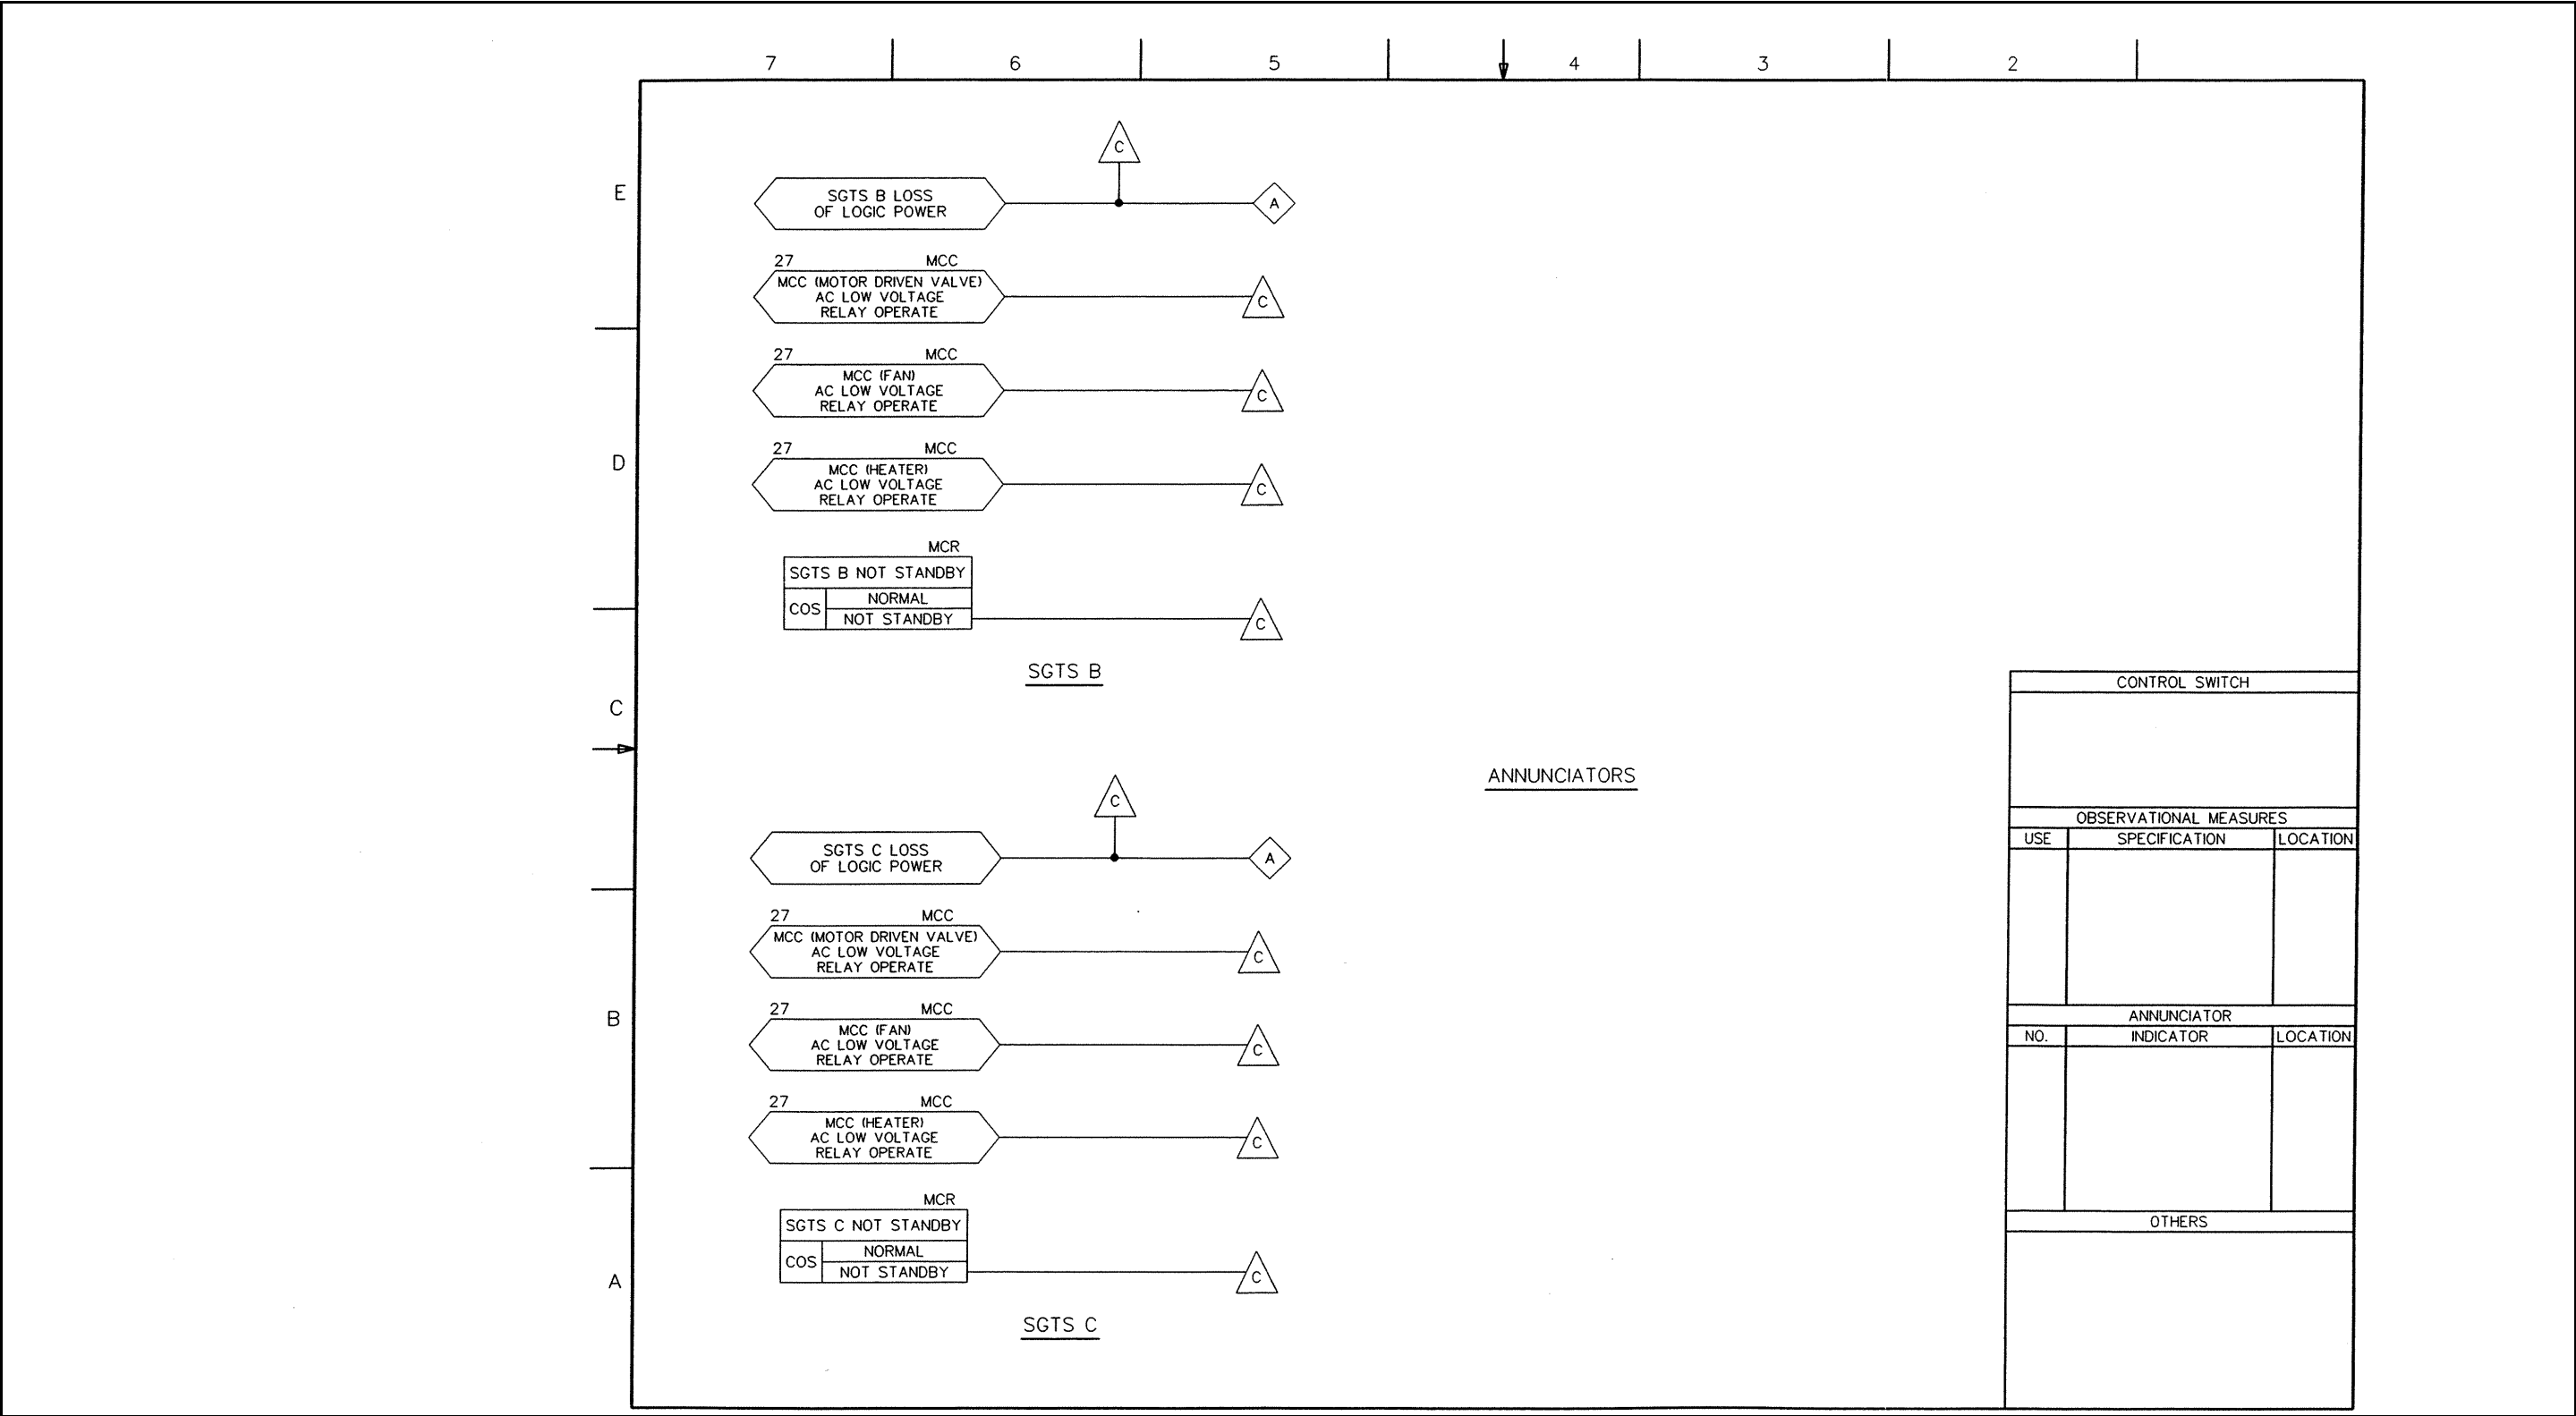 7 6 5 4 3 2
E
C
SGTS B LOSS
OF LOGIC POWER
A
27 MCC
MCC (MOTOR DRIVEN VALVE)
AC LOW VOLTAGE
RELAY OPERATE
C
27 MCC
MCC (FAN)
AC LOW VOLTAGE
RELAY OPERATE
C
D
27 MCC
MCC (HEATER)
AC LOW VOLTAGE
RELAY OPERATE
C
MCR
SGTS B NOT STANDBY
COS
NORMAL
NOT STANDBY
C
SGTS B
C
ANNUNCIATORS
C
SGTS C LOSS
OF LOGIC POWER
A
27 MCC
MCC (MOTOR DRIVEN VALVE)
AC LOW VOLTAGE
RELAY OPERATE
C
B
27 MCC
MCC (FAN)
AC LOW VOLTAGE
RELAY OPERATE
C
27 MCC
MCC (HEATER)
AC LOW VOLTAGE
RELAY OPERATE
C
MCR
SGTS C NOT STANDBY
COS
NORMAL
NOT STANDBY
C
A
SGTS C
CONTROL SWITCH
OBSERVATIONAL MEASURES
USE SPECIFICATION LOCATION
ANNUNCIATOR
NO. INDICATOR LOCATION
OTHERS